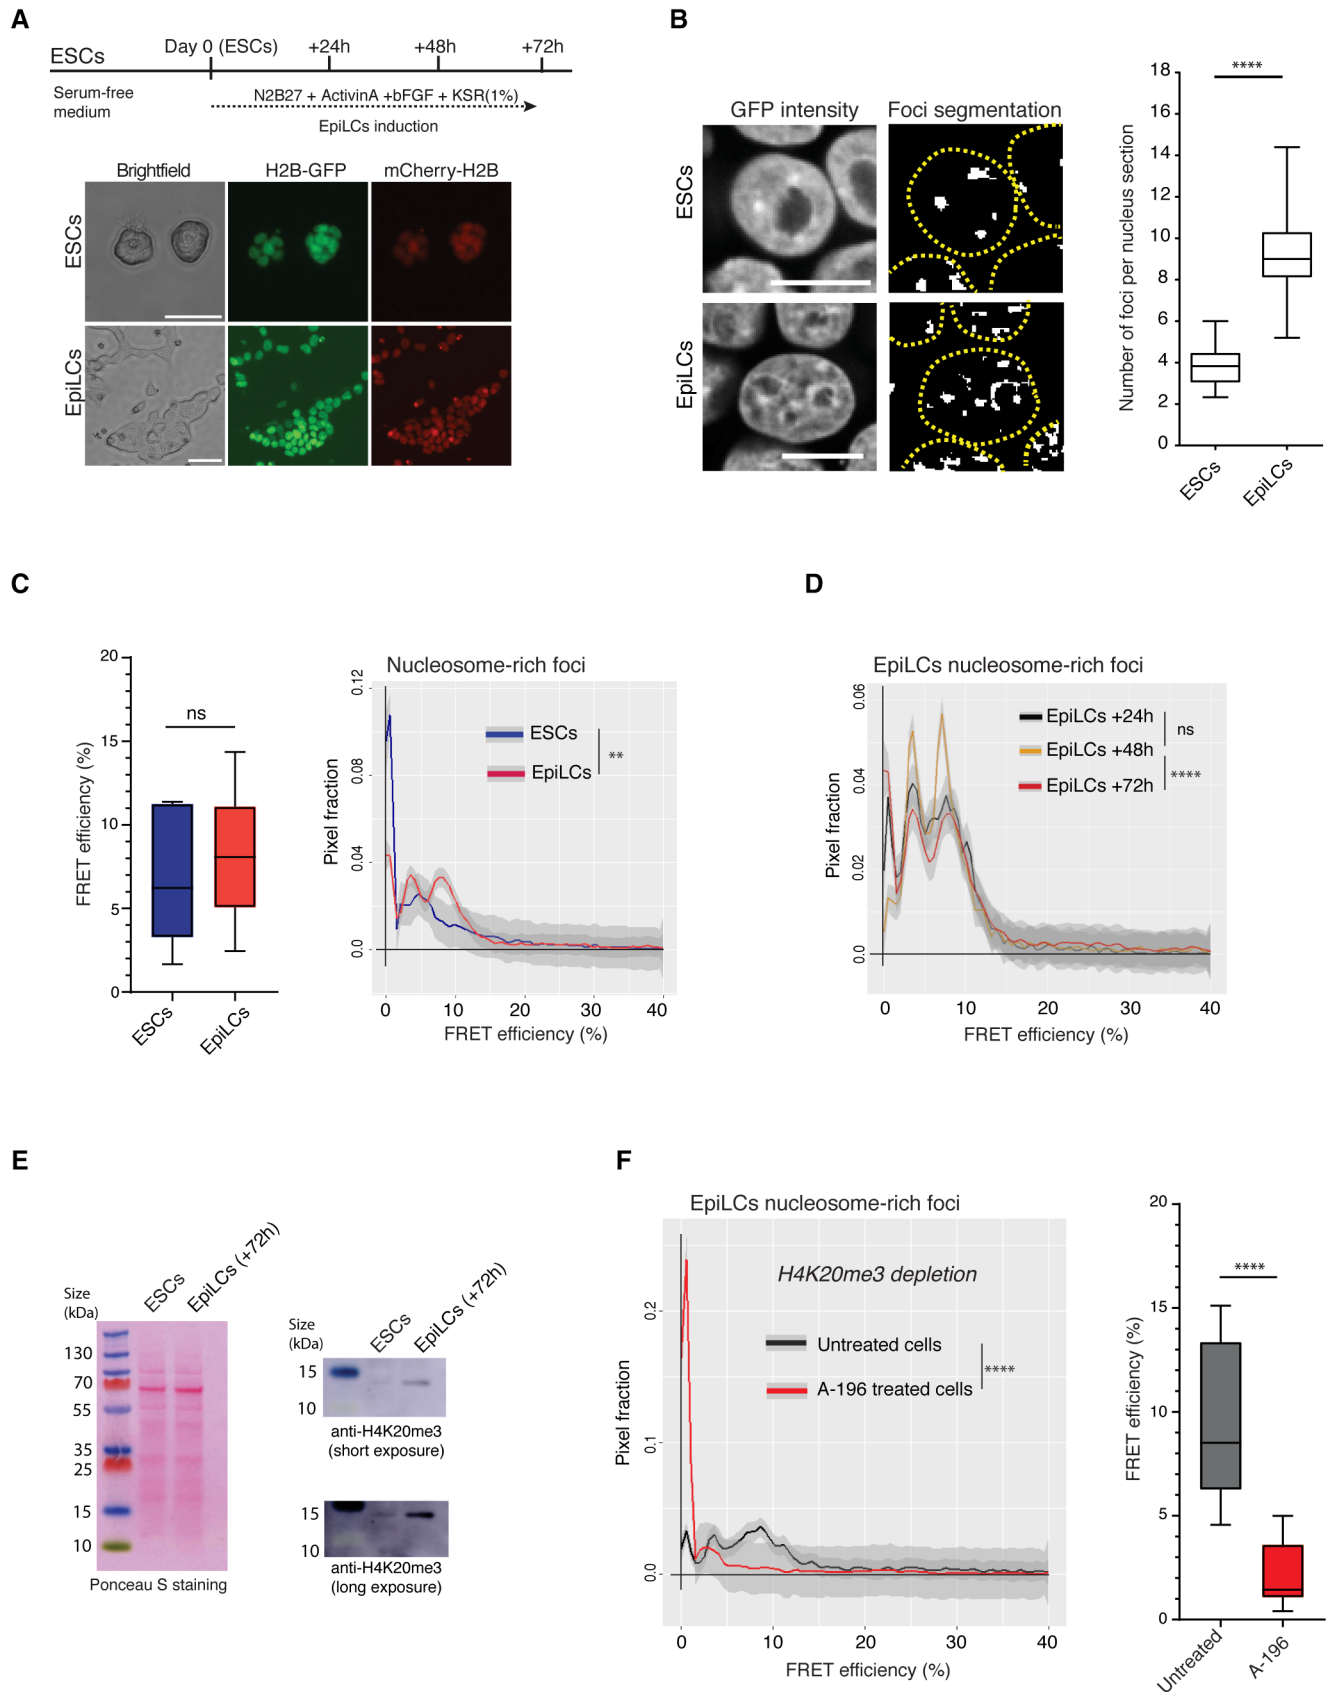 A
ESCs
Day 0 (ESCs)
+24h
+48h
+72h
Serum-free
medium
N2B27 + ActivinA +bFGF + KSR(1%)
EpiLCs induction
Brightfield
H2B-GFP
mCherry-H2B
ESCs
EpiLCs
B
GFP intensity
Foci segmentation
ESCs
EpiLCs
****
Number of foci per nucleus section
18
16
14
12
10
8
6
4
2
0
ESCs
EpiLCs
C
FRET efficiency (%)
20
15
10
5
0
ns
ESCs
EpiLCs
Nucleosome-rich foci
Pixel fraction
0.12
0.08
0.04
0.0
ESCs
EpiLCs
**
0
10
20
30
40
FRET efficiency (%)
D
EpiLCs nucleosome-rich foci
Pixel fraction
0.06
0.04
0.02
0.0
EpiLCs +24h
EpiLCs +48h
EpiLCs +72h
ns
****
0
10
20
30
40
FRET efficiency (%)
E
Size
(kDa)
ESCs
EpiLCs (+72h)
130
70
55
35
25
15
10
Ponceau S staining
Size
(kDa)
ESCs
EpiLCs (+72h)
15
10
anti-H4K20me3
(short exposure)
15
10
anti-H4K20me3
(long exposure)
F
EpiLCs nucleosome-rich foci
H4K20me3 depletion
Pixel fraction
0.2
0.1
0.0
Untreated cells
A-196 treated cells
****
0
10
20
30
40
FRET efficiency (%)
FRET efficiency (%)
20
15
10
5
0
****
Untreated
A-196